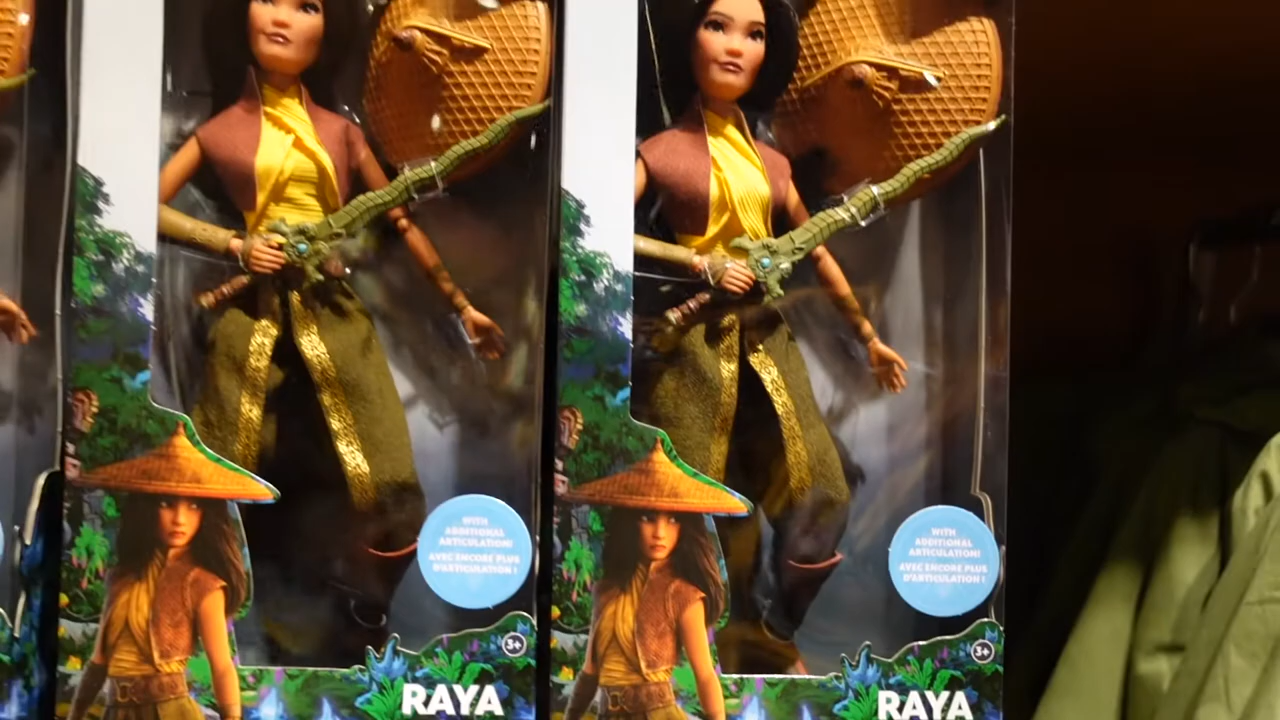 WITH
ADDITIONAL
ARTICULATION!
AVEC ENCORE PLUS
D'ARTICULATION !
3+
RAYA
WITH
ADDITIONAL
ARTICULATION!
AVEC ENCORE PLUS
D'ARTICULATION !
3+
RAYA